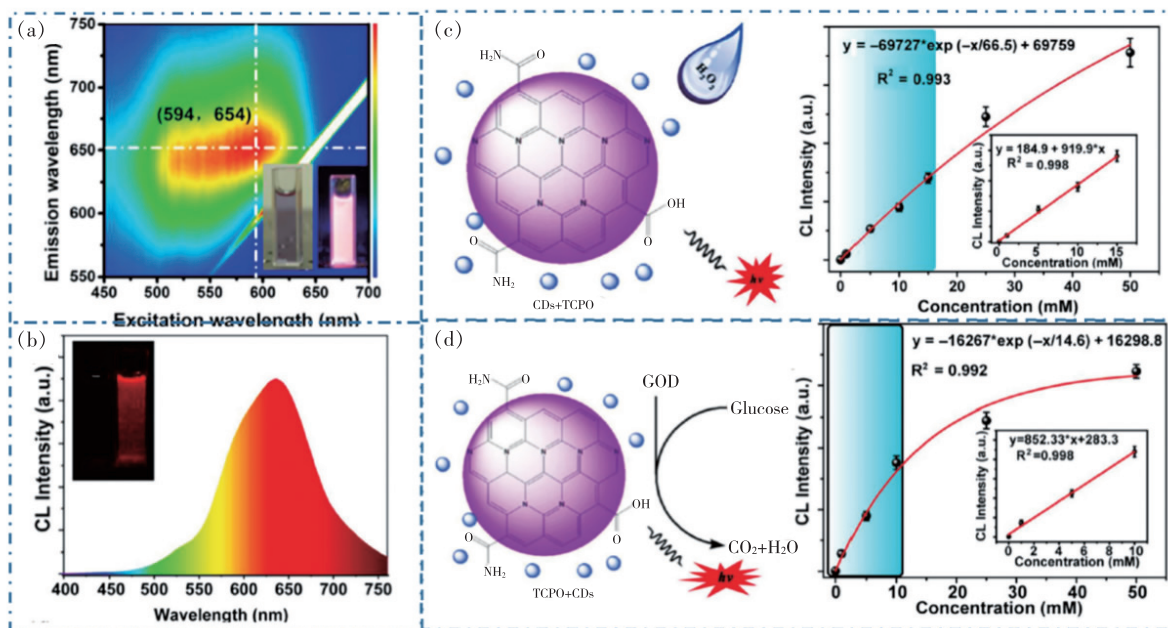 (a)
750
700
650
600
550
Emission wavelength (nm)
(594, 654)
450 500 550 600 650 700
Excitation wavelength (nm)
(b)
CL Intensity (a.u.)
400 450 500 550 600 650 700 750
Wavelength (nm)
(c)
H₂N
O
H₂O₂
N N N
N N
N N
OH
O
O
NH₂
hv
CDs+TCPO
CL Intensity (a.u.)
y = −69727*exp (−x/66.5) + 69759
R² = 0.993
0 10 20 30 40 50
Concentration (mM)
CL Intensity (a.u.)
y = 184.9 + 919.9*x
R² = 0.998
0 5 10 15
Concentration (mM)
(d)
H₂N
O
GOD
Glucose
N N N
N N
N N
OH
O
O
NH₂
CO₂+H₂O
hv
TCPO+CDs
CL Intensity (a.u.)
y = −16267*exp (−x/14.6) + 16298.8
R² = 0.992
0 10 20 30 40 50
Concentration (mM)
CL Intensity (a.u.)
y=852.33*x+283.3
R²=0.998
0 2 4 6 8 10
Concentration (mM)